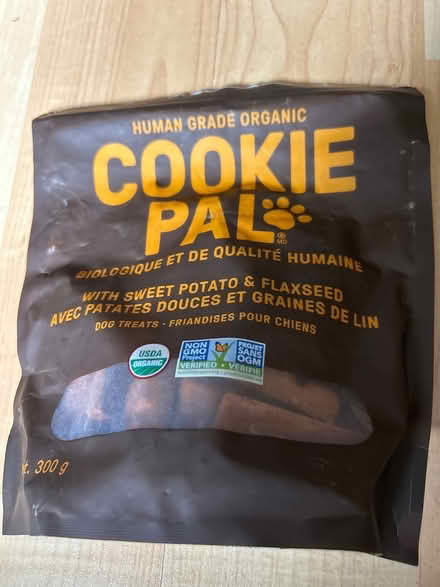 HUMAN GRADE ORGANIC
COOKIE
PAL®
MD
BIOLOGIQUE ET DE QUALITÉ HUMAINE
WITH SWEET POTATO & FLAXSEED
AVEC PATATES DOUCES ET GRAINES DE LIN
DOG TREATS - FRIANDISES POUR CHIENS
USDA
ORGANIC
NON
GMO
Project
VERIFIED
PROJET
SANS
OGM
VÉRIFIÉ
t. 300 g